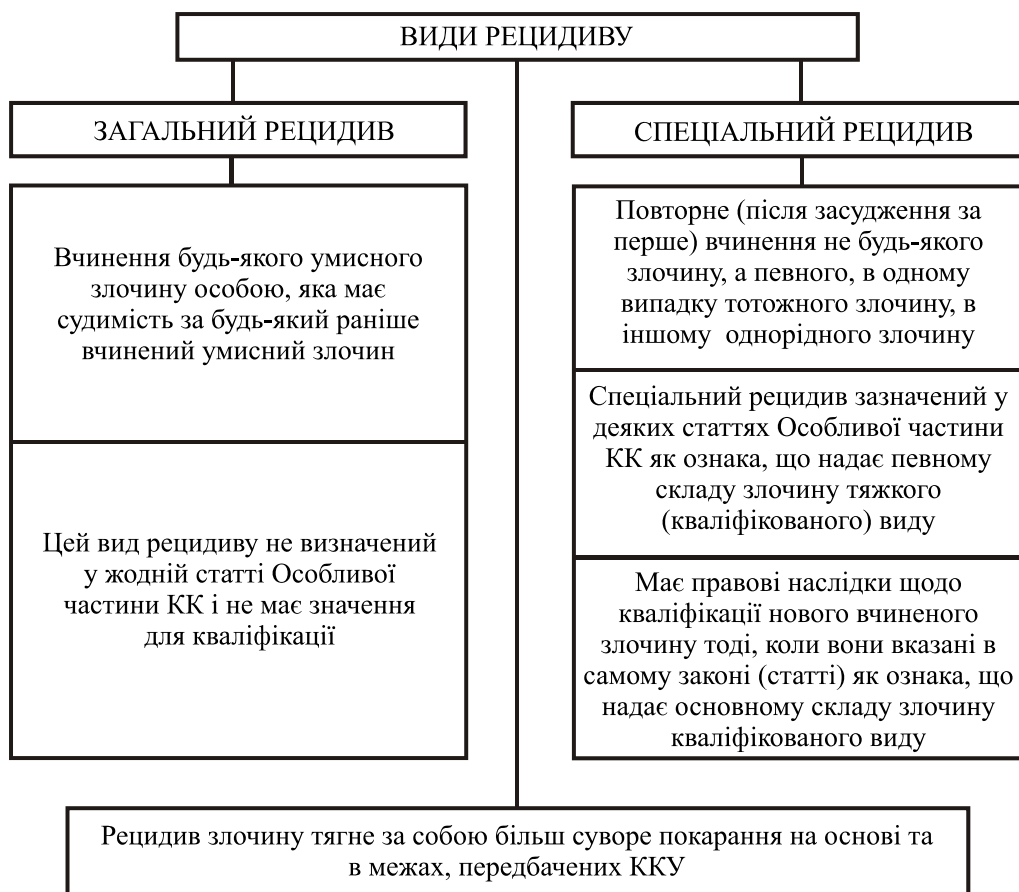 ВИДИ РЕЦИДИВУ
ЗАГАЛЬНИЙ РЕЦИДИВ
Вчинення будь-якого умисного
злочину особою, яка має
судимість за будь-який раніше
вчинений умисний злочин
Цей вид рецидиву не визначений
у жодній статті Особливої
частини КК і не має значення
для кваліфікації
СПЕЦІАЛЬНИЙ РЕЦИДИВ
Повторне (після засудження за
перше) вчинення не будь-якого
злочину, а певного, в одному
випадку тотожного злочину, в
іншому однорідного злочину
Спеціальний рецидив зазначений у
деяких статтях Особливої частини
КК як ознака, що надає певному
складу злочину тяжкого
(кваліфікованого) виду
Має правові наслідки щодо
кваліфікації нового вчиненого
злочину тоді, коли вони вказані в
самому законі (статті) як ознака, що
надає основному складу злочину
кваліфікованого виду
Рецидив злочину тягне за собою більш суворе покарання на основі та
в межах, передбачених ККУ